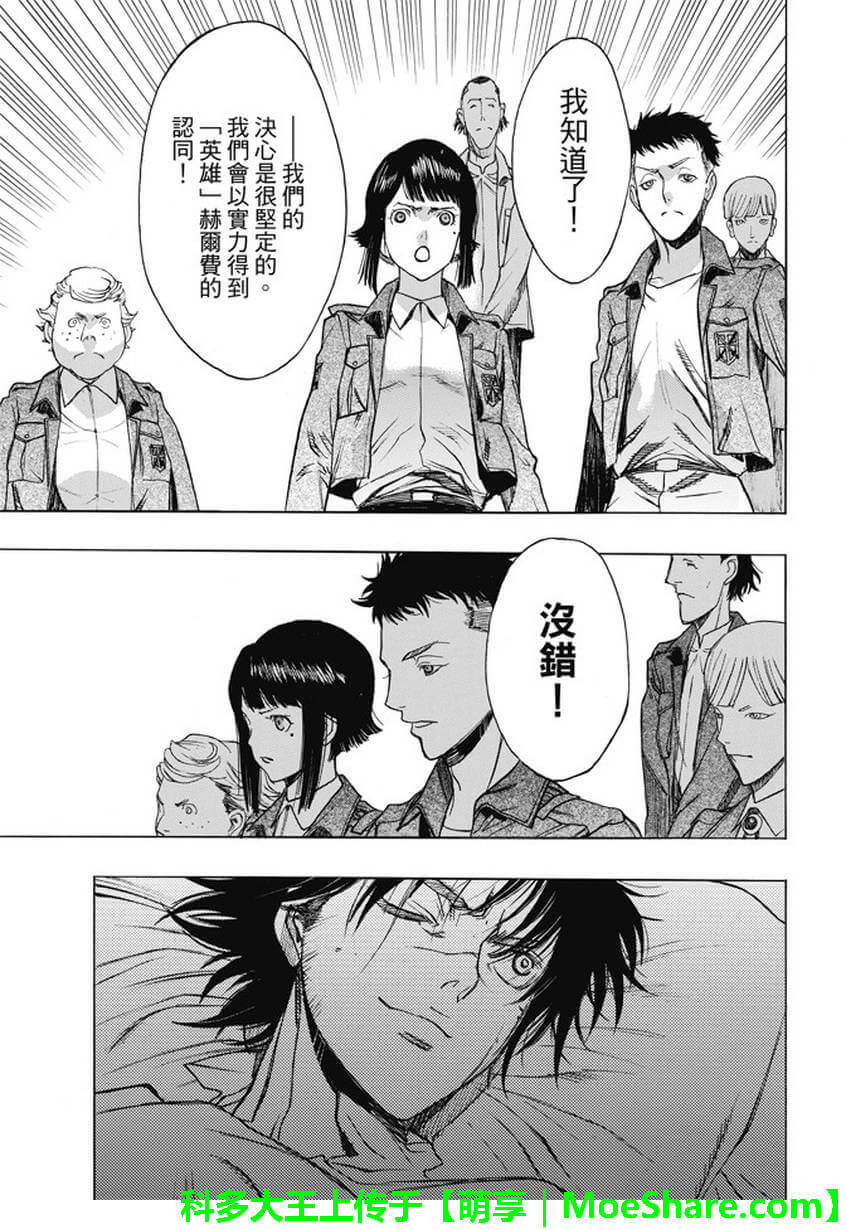 我知道了！
——我們的
決心是很堅定的。
我們會以實力得到
「英雄」赫爾費的
認同！
沒錯！
科多大王上传于【萌享｜MoeShare.com】